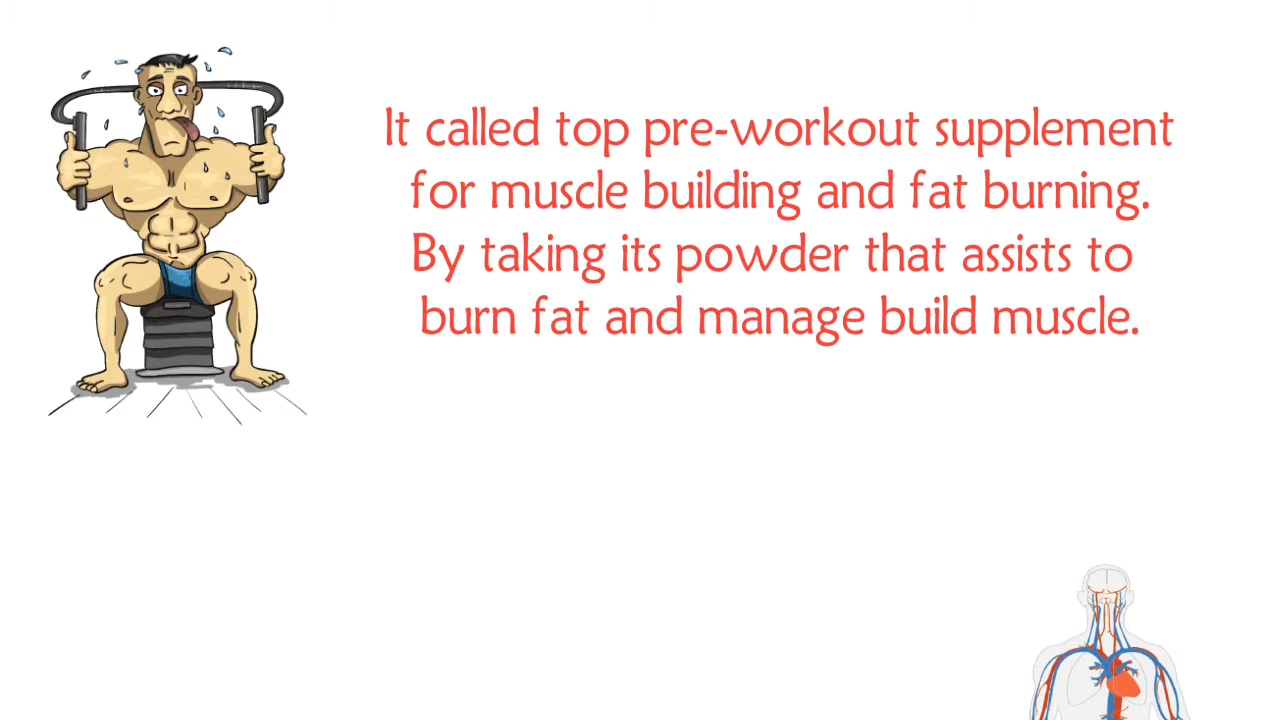 It called top pre-workout supplement
for muscle building and fat burning.
By taking its powder that assists to
burn fat and manage build muscle.